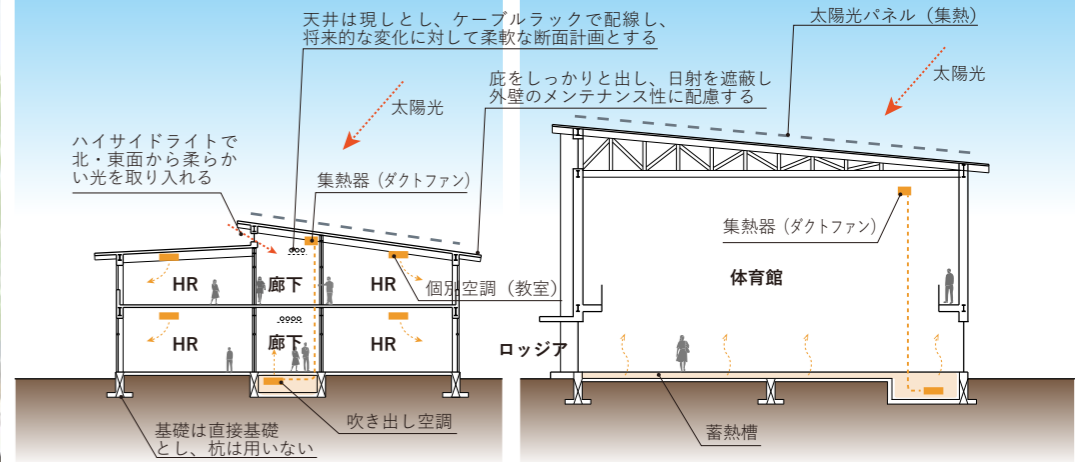 天井は現しとし、ケーブルラックで配線し、
将来的な変化に対して柔軟な断面計画とする
太陽光パネル（集熱）
太陽光
庇をしっかりと出し、日射を遮蔽し
外壁のメンテナンス性に配慮する
太陽光
ハイサイドライトで
北・東面から柔らか
い光を取り入れる
集熱器（ダクトファン）
集熱器（ダクトファン）
HR
廊下
HR
個別空調（教室）
体育館
HR
廊下
HR
ロッジア
吹き出し空調
基礎は直接基礎
とし、杭は用いない
蓄熱槽